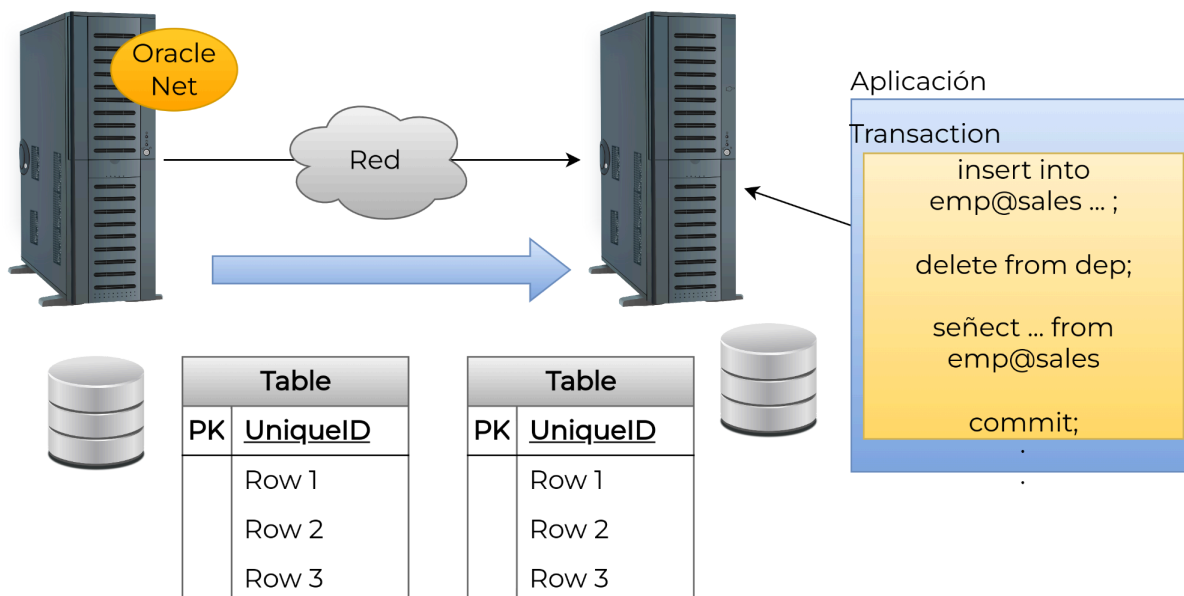 Oracle
Net
Red
Aplicación
Transaction
insert into
emp@sales ... ;
delete from dep;
señect ... from
emp@sales
commit;
.
.
Table
PK UniqueID
Row 1
Row 2
Row 3
Table
PK UniqueID
Row 1
Row 2
Row 3